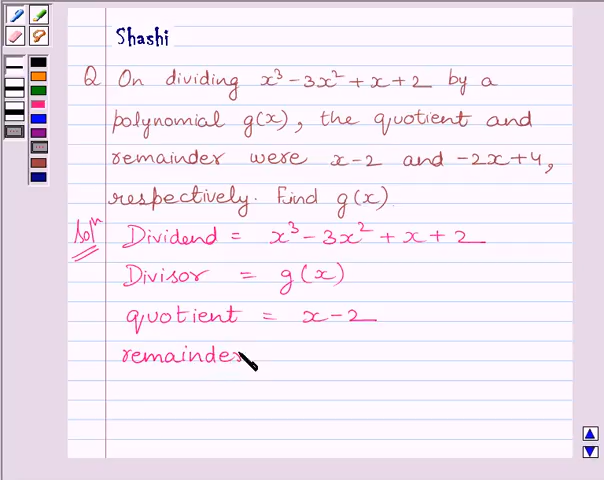 Shashi
Q On dividing x³ - 3x² + x + 2 by a
polynomial g(x), the quotient and
remainder were x-2 and -2x+4,
respectively. Find g(x).
Solⁿ Dividend = x³ - 3x² + x + 2
Divisor = g(x)
quotient = x - 2
remainder